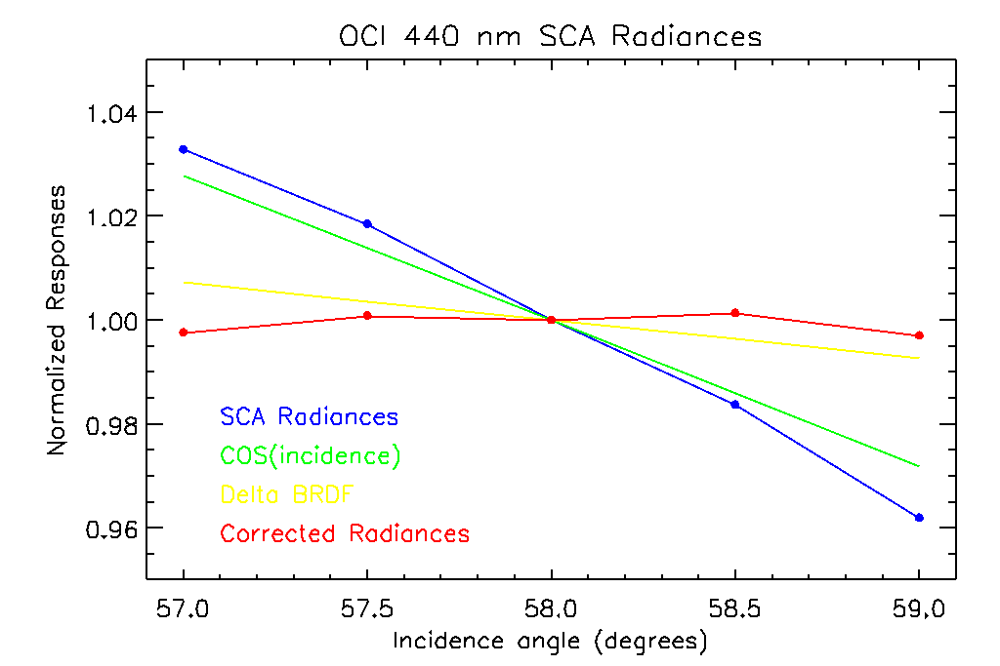 OCI 440 nm SCA Radiances
1.04
1.02
1.00
0.98
0.96
Normalized Responses
SCA Radiances
COS(incidence)
Delta BRDF
Corrected Radiances
57.0 57.5 58.0 58.5 59.0
Incidence angle (degrees)